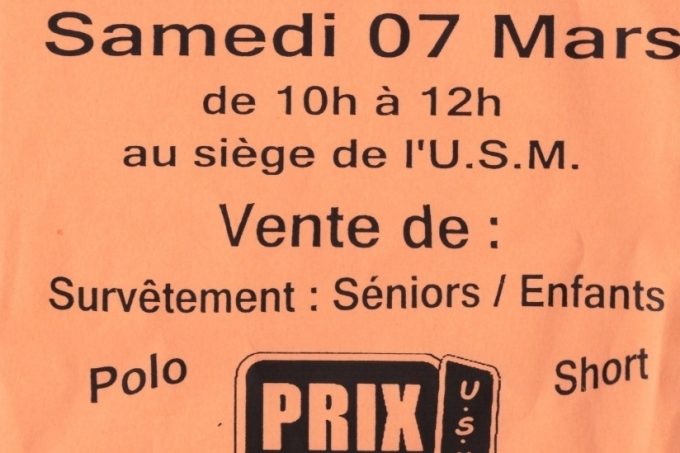 Samedi 07 Mars
de 10h à 12h
au siège de l'U.S.M.
Vente de :
Survêtement : Séniors / Enfants
Polo
Short
PRIX
U.S.